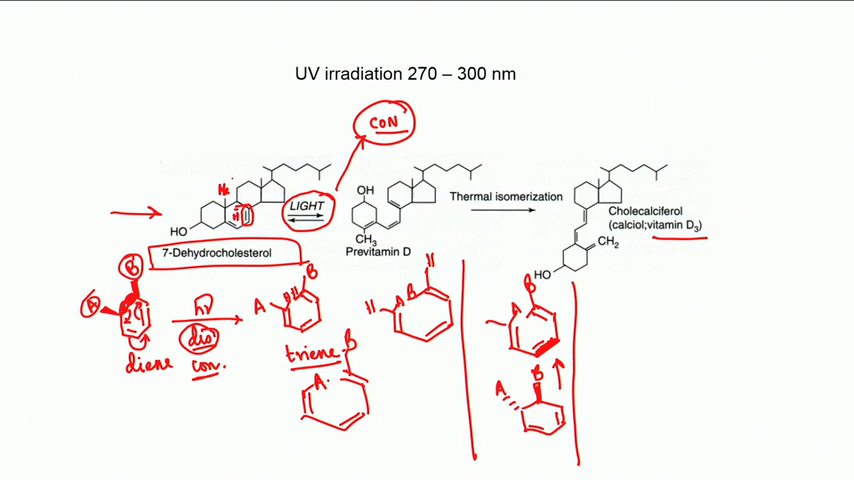 UV irradiation 270 – 300 nm
CON
LIGHT
HO
7-Dehydrocholesterol
OH
CH3
Previtamin D
Thermal isomerization
Cholecalciferol
(calciol;vitamin D3)
CH2
HO
A
B
diene
hν
dis
con.
A
B
triene
A
B
A
B
A
B
A
B